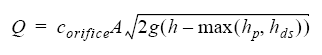 Q = c_{orifice} A \sqrt{2g(h - \max(h_p, h_{ds}))}